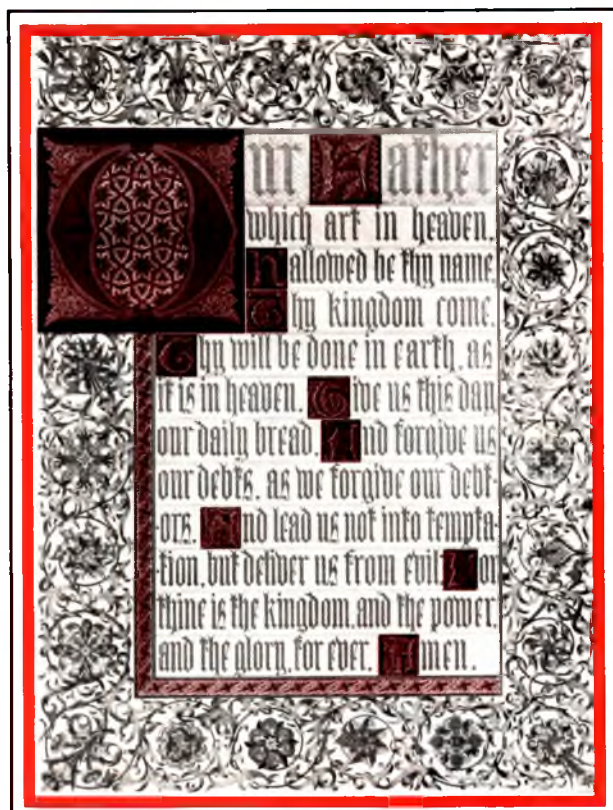 Our Father
which art in heaven.
Hallowed be thy name.
Thy kingdom come.
Thy will be done in earth, as
it is in heaven. Give us this day
our daily bread. And forgive us
our debts, as we forgive our debt-
-ors. And lead us not into tempta-
-tion, but deliver us from evil: For
thine is the kingdom, and the power,
and the glory, for ever. Amen.